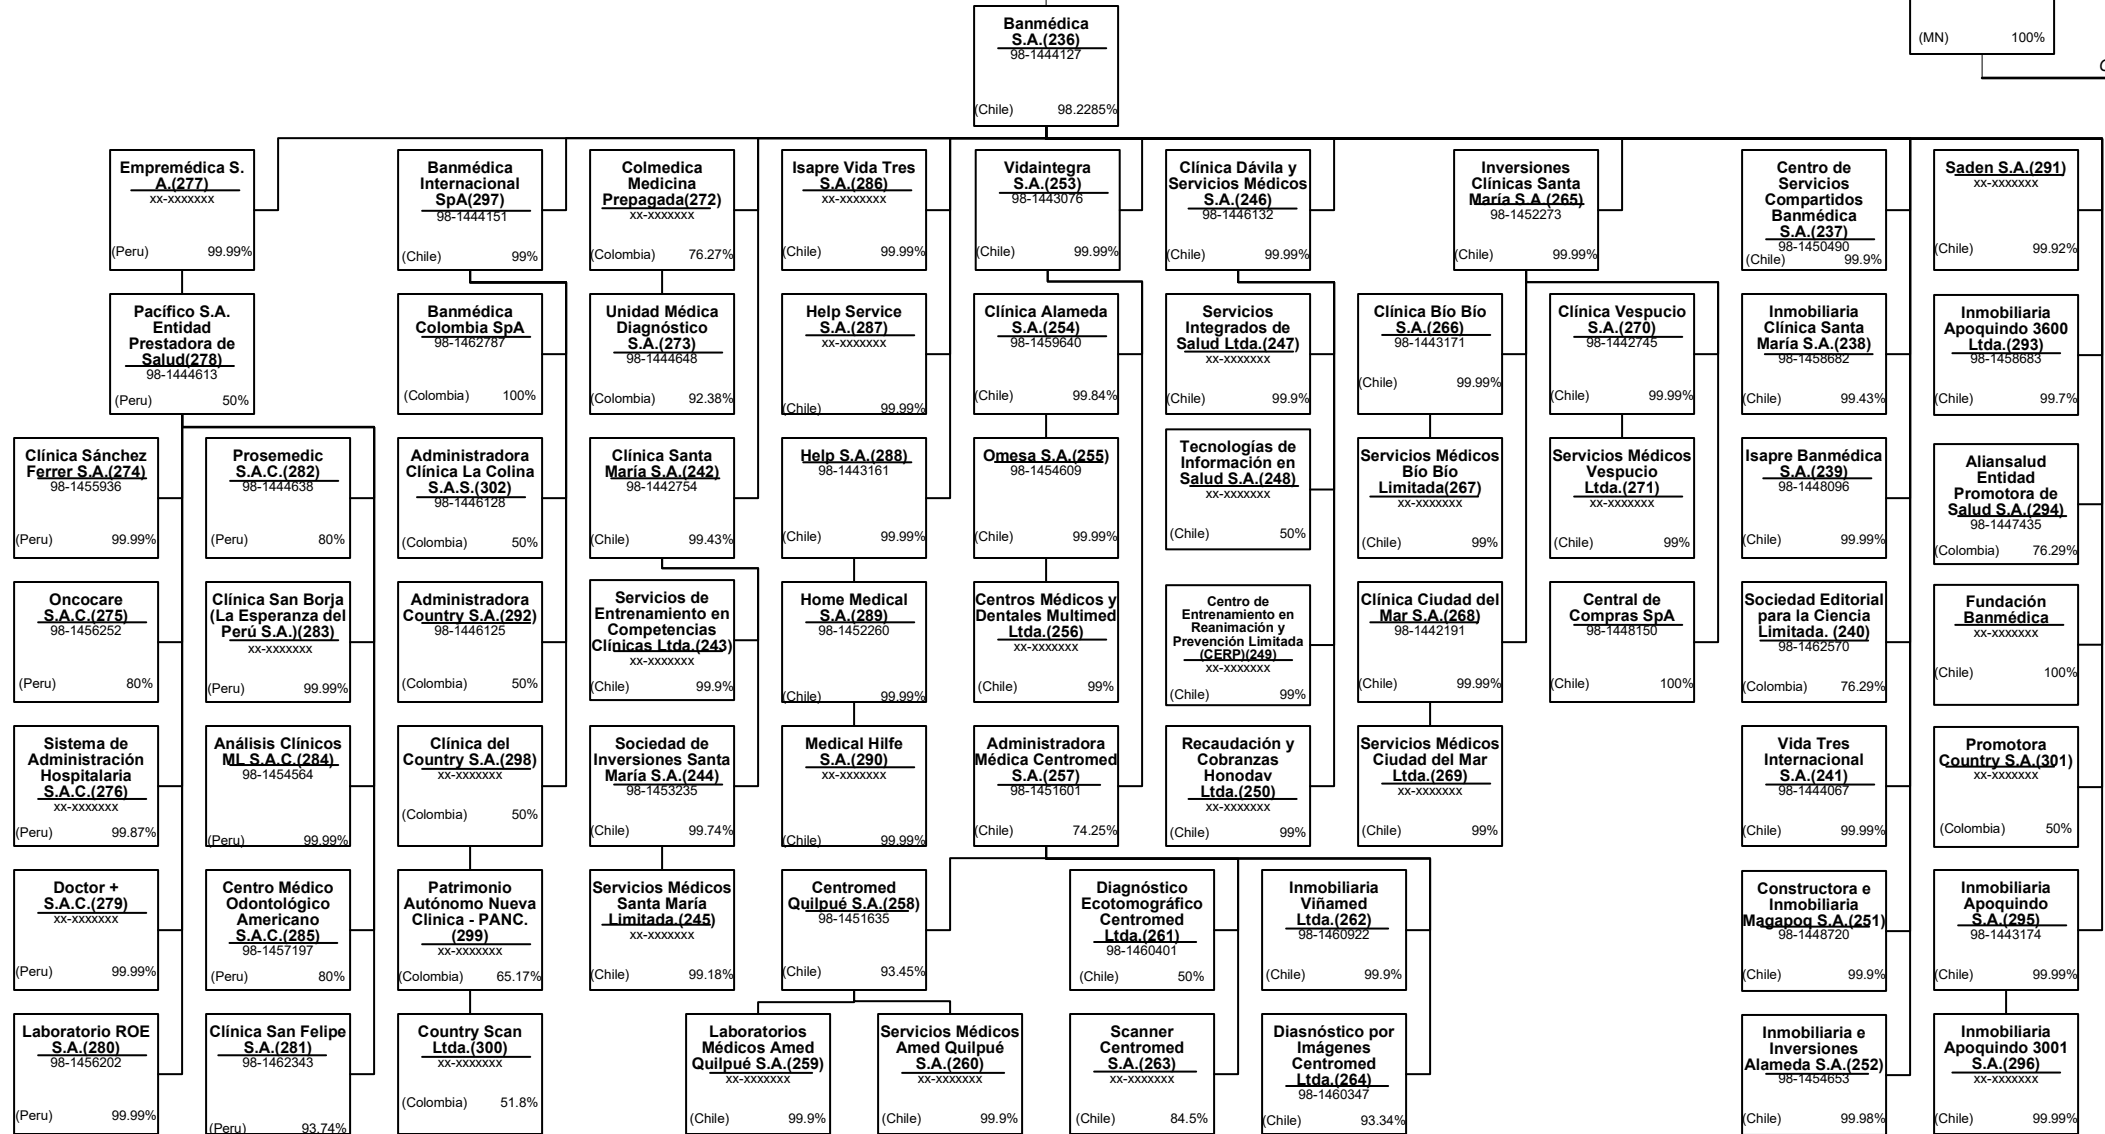 Banmédica
S.A.(236)
98-1444127
(Chile) 98.2285%
(MN) 100%
Empremédica S.
A.(277)
xx-xxxxxxx
(Peru) 99.99%
Banmédica
Internacional
SpA(297)
98-1444151
(Chile) 99%
Colmedica
Medicina
Prepagada(272)
xx-xxxxxxx
(Colombia) 76.27%
Isapre Vida Tres
S.A.(286)
xx-xxxxxxx
(Chile) 99.99%
Vidaintegra
S.A.(253)
98-1443076
(Chile) 99.99%
Clínica Dávila y
Servicios Médicos
S.A.(246)
98-1446132
(Chile) 99.99%
Inversiones
Clínicas Santa
María S.A.(265)
98-1452273
(Chile) 99.99%
Centro de
Servicios
Compartidos
Banmédica
S.A.(237)
98-1450490
(Chile) 99.9%
Saden S.A.(291)
xx-xxxxxxx
(Chile) 99.92%
Pacífico S.A.
Entidad
Prestadora de
Salud(278)
98-1444613
(Peru) 50%
Banmédica
Colombia SpA
98-1462787
(Colombia) 100%
Unidad Médica
Diagnóstico
S.A.(273)
98-1444648
(Colombia) 92.38%
Help Service
S.A.(287)
xx-xxxxxxx
(Chile) 99.99%
Clínica Alameda
S.A.(254)
98-1459640
(Chile) 99.84%
Servicios
Integrados de
Salud Ltda.(247)
xx-xxxxxxx
(Chile) 99.9%
Clínica Bío Bío
S.A.(266)
98-1443171
(Chile) 99.99%
Clínica Vespucio
S.A.(270)
98-1442745
(Chile) 99.99%
Inmobiliaria
Clínica Santa
María S.A.(238)
98-1458682
(Chile) 99.43%
Inmobiliaria
Apoquindo 3600
Ltda.(293)
98-1458683
(Chile) 99.7%
Clínica Sánchez
Ferrer S.A.(274)
98-1455936
(Peru) 99.99%
Prosemedic
S.A.C.(282)
98-1444638
(Peru) 80%
Administradora
Clínica La Colina
S.A.S.(302)
98-1446128
(Colombia) 50%
Clínica Santa
María S.A.(242)
98-1442754
(Chile) 99.43%
Help S.A.(288)
98-1443161
(Chile) 99.99%
Omesa S.A.(255)
98-1454609
(Chile) 99.99%
Tecnologías de
Información en
Salud S.A.(248)
xx-xxxxxxx
(Chile) 50%
Servicios Médicos
Bío Bío
Limitada(267)
xx-xxxxxxx
(Chile) 99%
Servicios Médicos
Vespucio
Ltda.(271)
xx-xxxxxxx
(Chile) 99%
Isapre Banmédica
S.A.(239)
98-1448096
(Chile) 99.99%
Aliansalud
Entidad
Promotora de
Salud S.A.(294)
98-1447435
(Colombia) 76.29%
Oncocare
S.A.C.(275)
98-1456252
(Peru) 80%
Clínica San Borja
(La Esperanza del
Perú S.A.)(283)
xx-xxxxxxx
(Peru) 99.99%
Administradora
Country S.A.(292)
98-1446125
(Colombia) 50%
Servicios de
Entrenamiento en
Competencias
Clínicas Ltda.(243)
xx-xxxxxxx
(Chile) 99.9%
Home Medical
S.A.(289)
98-1452260
(Chile) 99.99%
Centros Médicos y
Dentales Multimed
Ltda.(256)
xx-xxxxxxx
(Chile) 99%
Centro de
Entrenamiento en
Reanimación y
Prevención Limitada
(CERP)(249)
xx-xxxxxxx
(Chile) 99%
Clínica Ciudad del
Mar S.A.(268)
98-1442191
(Chile) 99.99%
Central de
Compras SpA
98-1448150
(Chile) 100%
Sociedad Editorial
para la Ciencia
Limitada. (240)
98-1462570
(Colombia) 76.29%
Fundación
Banmédica
xx-xxxxxxx
(Chile) 100%
Sistema de
Administración
Hospitalaria
S.A.C.(276)
xx-xxxxxxx
(Peru) 99.87%
Análisis Clínicos
ML S.A.C.(284)
98-1454564
(Peru) 99.99%
Clínica del
Country S.A.(298)
xx-xxxxxxx
(Colombia) 50%
Sociedad de
Inversiones Santa
María S.A.(244)
98-1453235
(Chile) 99.74%
Medical Hilfe
S.A.(290)
xx-xxxxxxx
(Chile) 99.99%
Administradora
Médica Centromed
S.A.(257)
98-1451601
(Chile) 74.25%
Recaudación y
Cobranzas
Honodav
Ltda.(250)
xx-xxxxxxx
(Chile) 99%
Servicios Médicos
Ciudad del Mar
Ltda.(269)
xx-xxxxxxx
(Chile) 99%
Vida Tres
Internacional
S.A.(241)
98-1444067
(Chile) 99.99%
Promotora
Country S.A.(301)
xx-xxxxxxx
(Colombia) 50%
Doctor +
S.A.C.(279)
xx-xxxxxxx
(Peru) 99.99%
Centro Médico
Odontológico
Americano
S.A.C.(285)
98-1457197
(Peru) 80%
Patrimonio
Autónomo Nueva
Clinica - PANC.
(299)
xx-xxxxxxx
(Colombia) 65.17%
Servicios Médicos
Santa María
Limitada.(245)
xx-xxxxxxx
(Chile) 99.18%
Centromed
Quilpué S.A.(258)
98-1451635
(Chile) 93.45%
Diagnóstico
Ecotomográfico
Centromed
Ltda.(261)
98-1460401
(Chile) 50%
Inmobiliaria
Viñamed
Ltda.(262)
98-1460922
(Chile) 99.9%
Constructora e
Inmobiliaria
Magapoq S.A.(251)
98-1448720
(Chile) 99.9%
Inmobiliaria
Apoquindo
S.A.(295)
98-1443174
(Chile) 99.99%
Laboratorio ROE
S.A.(280)
98-1456202
(Peru) 99.99%
Clínica San Felipe
S.A.(281)
98-1462343
(Peru) 93.74%
Country Scan
Ltda.(300)
xx-xxxxxxx
(Colombia) 51.8%
Laboratorios
Médicos Amed
Quilpué S.A.(259)
xx-xxxxxxx
(Chile) 99.9%
Servicios Médicos
Amed Quilpué
S.A.(260)
xx-xxxxxxx
(Chile) 99.9%
Scanner
Centromed
S.A.(263)
xx-xxxxxxx
(Chile) 84.5%
Diasnóstico por
Imágenes
Centromed
Ltda.(264)
98-1460347
(Chile) 93.34%
Inmobiliaria e
Inversiones
Alameda S.A.(252)
98-1454653
(Chile) 99.98%
Inmobiliaria
Apoquindo 3001
S.A.(296)
xx-xxxxxxx
(Chile) 99.99%